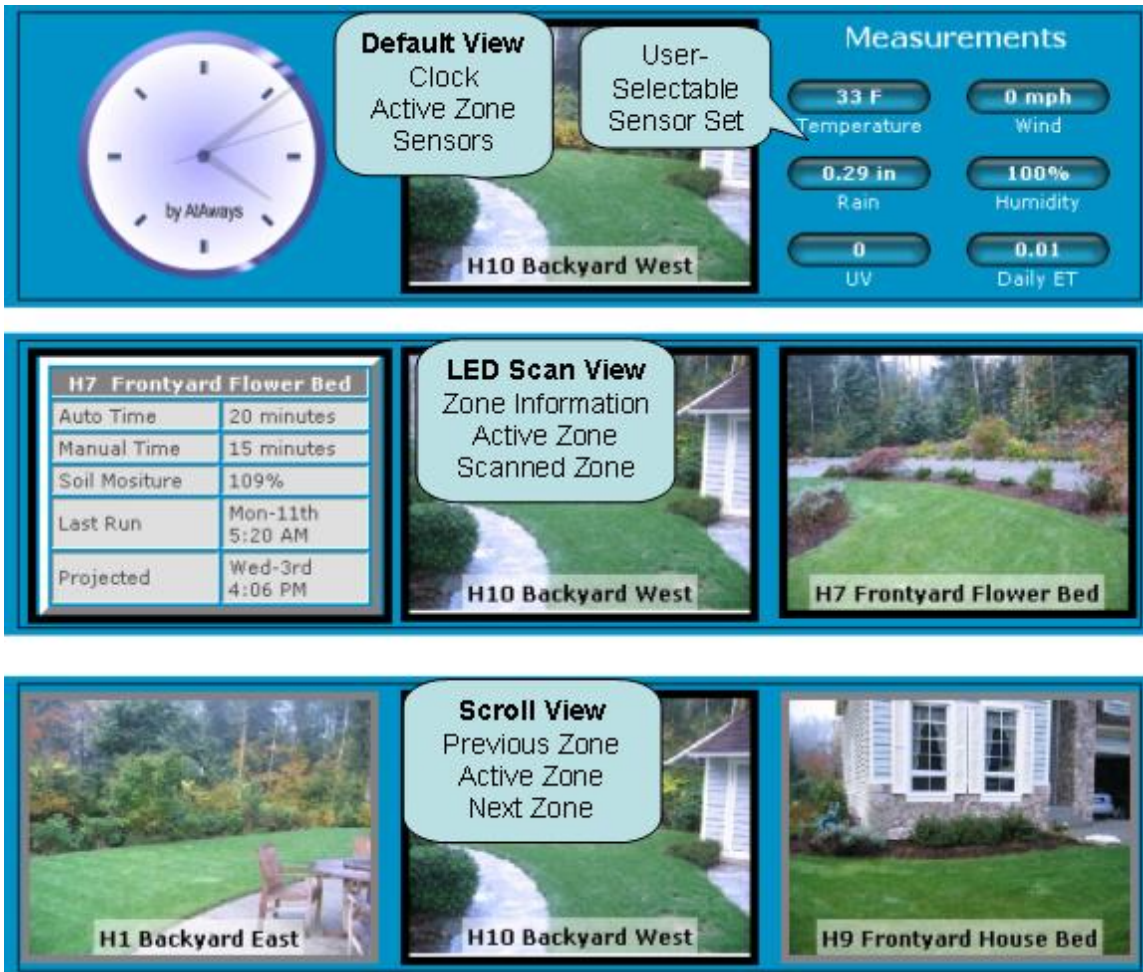 by AlAways
Default View
Clock
Active Zone
Sensors
User-
Selectable
Sensor Set
H10 Backyard West
Measurements
33 F
Temperature
0 mph
Wind
0.29 in
Rain
100%
Humidity
0
UV
0.01
Daily ET
H7 Frontyard Flower Bed
Auto Time 20 minutes
Manual Time 15 minutes
Soil Mositure 109%
Last Run Mon-11th
5:20 AM
Projected Wed-3rd
4:06 PM
LED Scan View
Zone Information
Active Zone
Scanned Zone
H10 Backyard West
H7 Frontyard Flower Bed
H1 Backyard East
Scroll View
Previous Zone
Active Zone
Next Zone
H10 Backyard West
H9 Frontyard House Bed